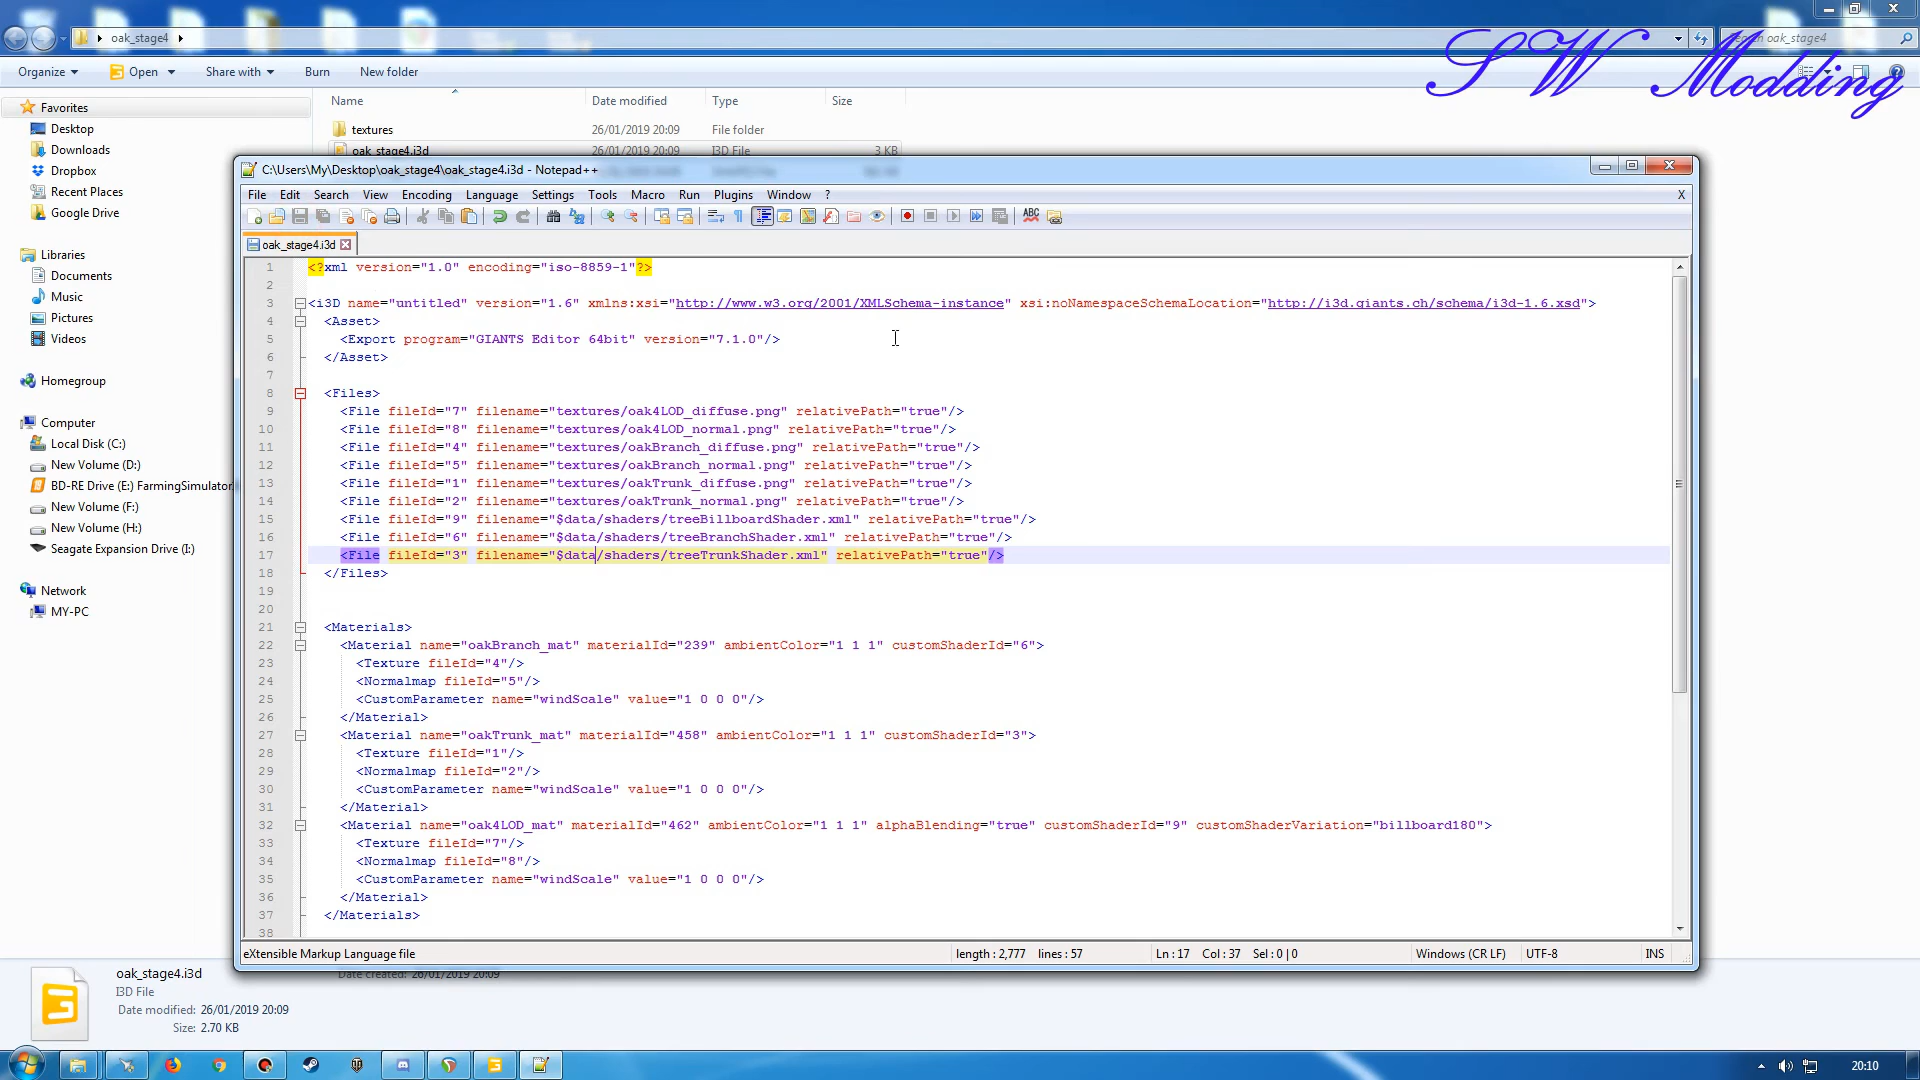 oak_stage4
Search oak_stage4
SW Modding
Organize Open Share with Burn New folder
Name Date modified Type Size
Favorites
Desktop
Downloads
Dropbox
Recent Places
Google Drive
Libraries
Documents
Music
Pictures
Videos
Homegroup
Computer
Local Disk (C:)
New Volume (D:)
BD-RE Drive (E:) FarmingSimulator
New Volume (F:)
New Volume (H:)
Seagate Expansion Drive (I:)
Network
MY-PC
textures 26/01/2019 20:09 File folder
oak_stage4.i3d 26/01/2019 20:09 I3D File 3 KB
C:\Users\My\Desktop\oak_stage4\oak_stage4.i3d - Notepad++
File Edit Search View Encoding Language Settings Tools Macro Run Plugins Window ? X
ABC
oak_stage4.i3d
1 <?xml version="1.0" encoding="iso-8859-1"?>
2
3 <i3D name="untitled" version="1.6" xmlns:xsi="http://www.w3.org/2001/XMLSchema-instance" xsi:noNamespaceSchemaLocation="http://i3d.giants.ch/schema/i3d-1.6.xsd">
4 <Asset>
5 <Export program="GIANTS Editor 64bit" version="7.1.0"/>
6 </Asset>
7
8 <Files>
9 <File fileId="7" filename="textures/oak4LOD_diffuse.png" relativePath="true"/>
10 <File fileId="8" filename="textures/oak4LOD_normal.png" relativePath="true"/>
11 <File fileId="4" filename="textures/oakBranch_diffuse.png" relativePath="true"/>
12 <File fileId="5" filename="textures/oakBranch_normal.png" relativePath="true"/>
13 <File fileId="1" filename="textures/oakTrunk_diffuse.png" relativePath="true"/>
14 <File fileId="2" filename="textures/oakTrunk_normal.png" relativePath="true"/>
15 <File fileId="9" filename="$data/shaders/treeBillboardShader.xml" relativePath="true"/>
16 <File fileId="6" filename="$data/shaders/treeBranchShader.xml" relativePath="true"/>
17 <File fileId="3" filename="$data/shaders/treeTrunkShader.xml" relativePath="true"/>
18 </Files>
19
20
21 <Materials>
22 <Material name="oakBranch_mat" materialId="239" ambientColor="1 1 1" customShaderId="6">
23 <Texture fileId="4"/>
24 <Normalmap fileId="5"/>
25 <CustomParameter name="windScale" value="1 0 0 0"/>
26 </Material>
27 <Material name="oakTrunk_mat" materialId="458" ambientColor="1 1 1" customShaderId="3">
28 <Texture fileId="1"/>
29 <Normalmap fileId="2"/>
30 <CustomParameter name="windScale" value="1 0 0 0"/>
31 </Material>
32 <Material name="oak4LOD_mat" materialId="462" ambientColor="1 1 1" alphaBlending="true" customShaderId="9" customShaderVariation="billboard180">
33 <Texture fileId="7"/>
34 <Normalmap fileId="8"/>
35 <CustomParameter name="windScale" value="1 0 0 0"/>
36 </Material>
37 </Materials>
38
eXtensible Markup Language file length : 2,777 lines : 57 Ln : 17 Col : 37 Sel : 0 | 0 Windows (CR LF) UTF-8 INS
oak_stage4.i3d Date created: 26/01/2019 20:09
I3D File
Date modified: 26/01/2019 20:09
Size: 2.70 KB
20:10